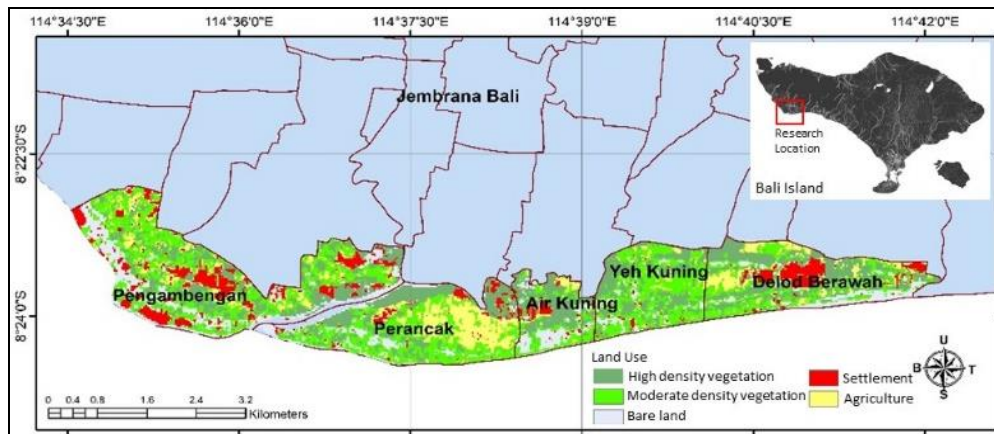 114°34'30"E 114°36'0"E 114°37'30"E 114°39'0"E 114°40'30"E 114°42'0"E
8°22'30"S
8°24'0"S
Jembrana Bali
Research
Location
Bali Island
Pengambengan
Perancak
Air Kuning
Yeh Kuning
Delod Berawah
Land Use
High density vegetation
Moderate density vegetation
Bare land
Settlement
Agriculture
U
B T
S
0 0.4 0.8 1.6 2.4 3.2
Kilometers